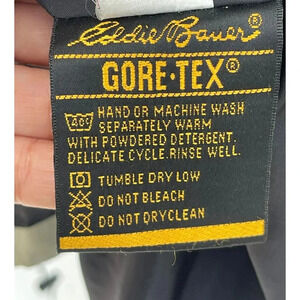 Eddie Bauer®
GORE-TEX®
40C HAND OR MACHINE WASH
SEPARATELY WARM
WITH POWDERED DETERGENT.
DELICATE CYCLE.RINSE WELL.
TUMBLE DRY LOW
DO NOT BLEACH
DO NOT DRYCLEAN